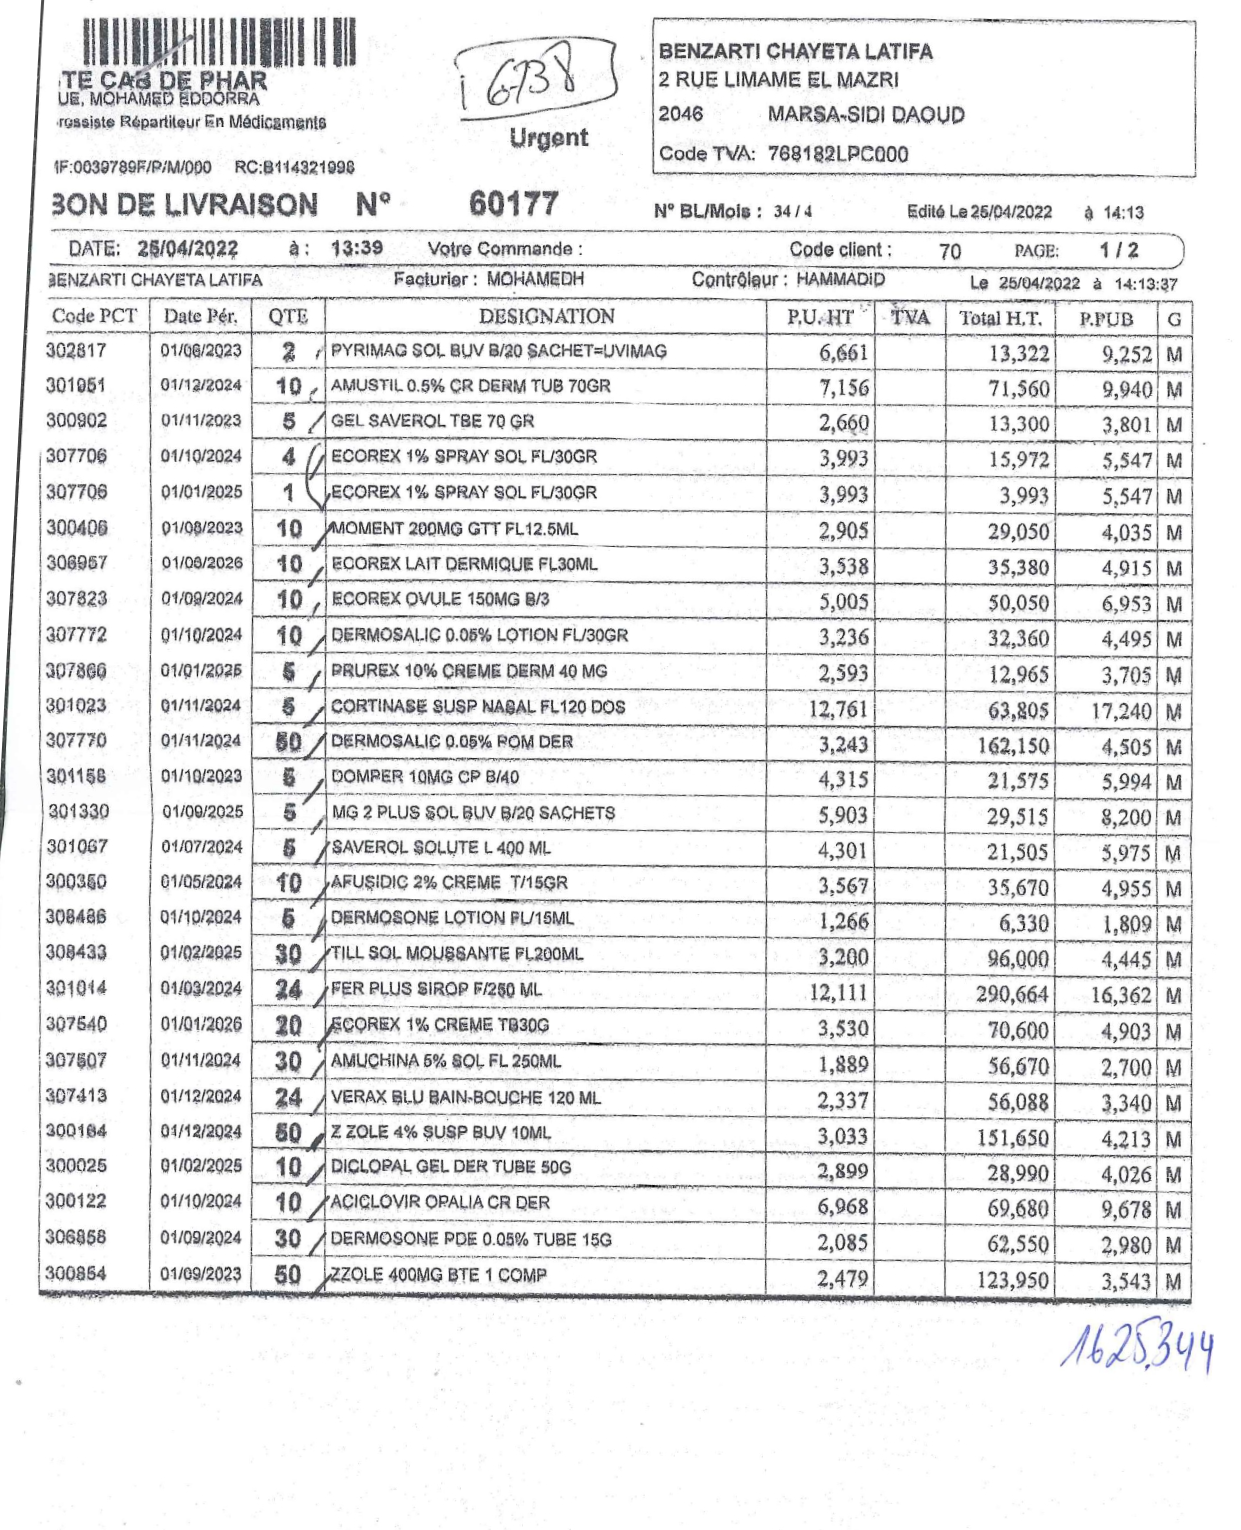 TE CAB DE PHAR
UE, MOHAMED EDDORRA
rossiste Répartiteur En Médicaments
MF:0039789F/P/M/000 RC:B114321996
6738
Urgent
BENZARTI CHAYETA LATIFA
2 RUE LIMAME EL MAZRI
2046 MARSA-SIDI DAOUD
Code TVA: 768182LPC000
BON DE LIVRAISON N° 60177
N° BL/Mois : 34 / 4 Edité Le 25/04/2022 à 14:13
DATE: 25/04/2022 à : 13:39 Votre Commande : Code client : 70 PAGE: 1 / 2
BENZARTI CHAYETA LATIFA Facturier : MOHAMEDH Contrôleur : HAMMADID Le 25/04/2022 à 14:13:37
Code PCT Date Pér. QTE DESIGNATION P.U. HT TVA Total H.T. P.PUB G
302817 01/06/2023 2 PYRIMAG SOL BUV B/20 SACHET=UVIMAG 6,661 13,322 9,252 M
301951 01/12/2024 10 AMUSTIL 0.5% CR DERM TUB 70GR 7,156 71,560 9,940 M
300902 01/11/2023 5 GEL SAVEROL TBE 70 GR 2,660 13,300 3,801 M
307706 01/10/2024 4 ECOREX 1% SPRAY SOL FL/30GR 3,993 15,972 5,547 M
307706 01/01/2025 1 ECOREX 1% SPRAY SOL FL/30GR 3,993 3,993 5,547 M
300406 01/08/2023 10 MOMENT 200MG GTT FL12.5ML 2,905 29,050 4,035 M
306957 01/06/2026 10 ECOREX LAIT DERMIQUE FL30ML 3,538 35,380 4,915 M
307823 01/09/2024 10 ECOREX OVULE 150MG B/3 5,005 50,050 6,953 M
307772 01/10/2024 10 DERMOSALIC 0.05% LOTION FL/30GR 3,236 32,360 4,495 M
307866 01/01/2025 5 PRUREX 10% CREME DERM 40 MG 2,593 12,965 3,705 M
301023 01/11/2024 5 CORTINASE SUSP NASAL FL120 DOS 12,761 63,805 17,240 M
307770 01/11/2024 50 DERMOSALIC 0.05% POM DER 3,243 162,150 4,505 M
301158 01/10/2023 5 DOMPER 10MG CP B/40 4,315 21,575 5,994 M
301330 01/09/2025 5 MG 2 PLUS SOL BUV B/20 SACHETS 5,903 29,515 8,200 M
301067 01/07/2024 5 SAVEROL SOLUTE L 400 ML 4,301 21,505 5,975 M
300350 01/05/2024 10 AFUSIDIC 2% CREME T/15GR 3,567 35,670 4,955 M
308486 01/10/2024 5 DERMOSONE LOTION FL/15ML 1,266 6,330 1,809 M
308433 01/02/2025 30 TILL SOL MOUSSANTE FL200ML 3,200 96,000 4,445 M
301014 01/03/2024 24 FER PLUS SIROP F/250 ML 12,111 290,664 16,362 M
307540 01/01/2026 20 ECOREX 1% CREME TB30G 3,530 70,600 4,903 M
307507 01/11/2024 30 AMUCHINA 5% SOL FL 250ML 1,889 56,670 2,700 M
307413 01/12/2024 24 VERAX BLU BAIN-BOUCHE 120 ML 2,337 56,088 3,340 M
300184 01/12/2024 50 Z ZOLE 4% SUSP BUV 10ML 3,033 151,650 4,213 M
300025 01/02/2025 10 DICLOPAL GEL DER TUBE 50G 2,899 28,990 4,026 M
300122 01/10/2024 10 ACICLOVIR OPALIA CR DER 6,968 69,680 9,678 M
306858 01/09/2024 30 DERMOSONE PDE 0.05% TUBE 15G 2,085 62,550 2,980 M
300854 01/09/2023 50 ZZOLE 400MG BTE 1 COMP 2,479 123,950 3,543 M
1625,344